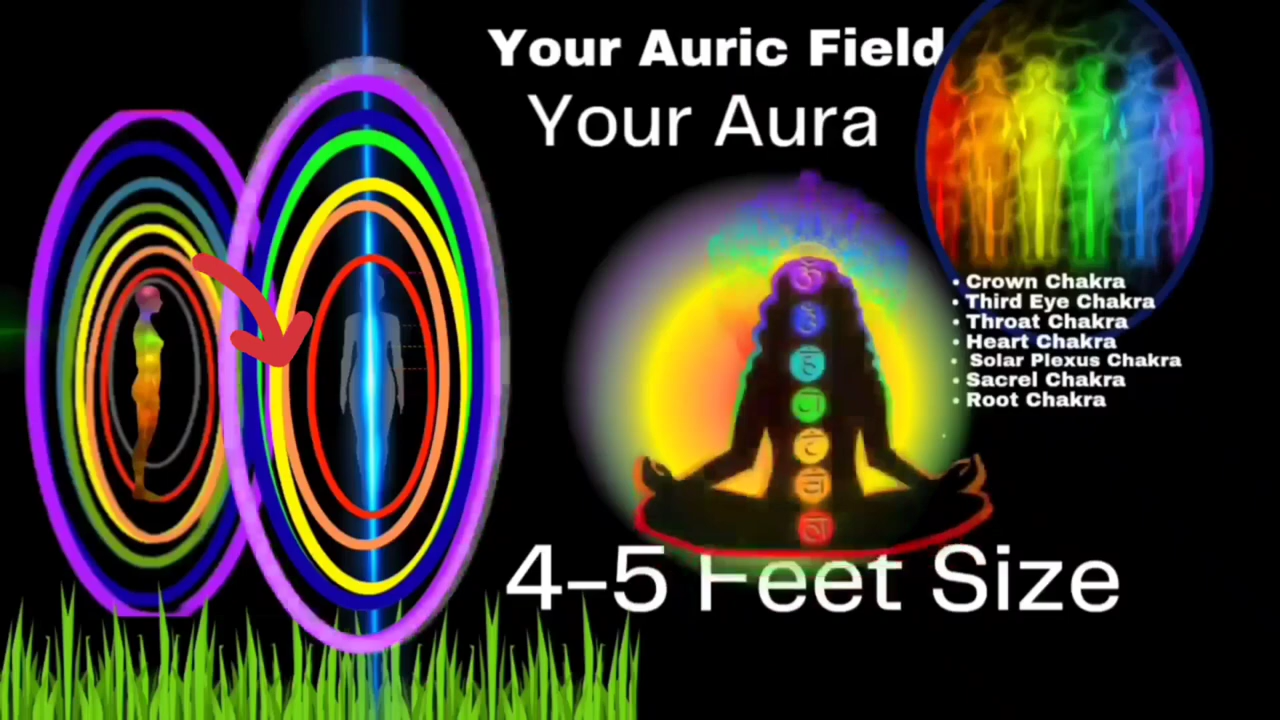 Your Auric Field
Your Aura
• Crown Chakra
• Third Eye Chakra
• Throat Chakra
• Heart Chakra
• Solar Plexus Chakra
• Sacrel Chakra
• Root Chakra
ॐ
4–5 Feet Size